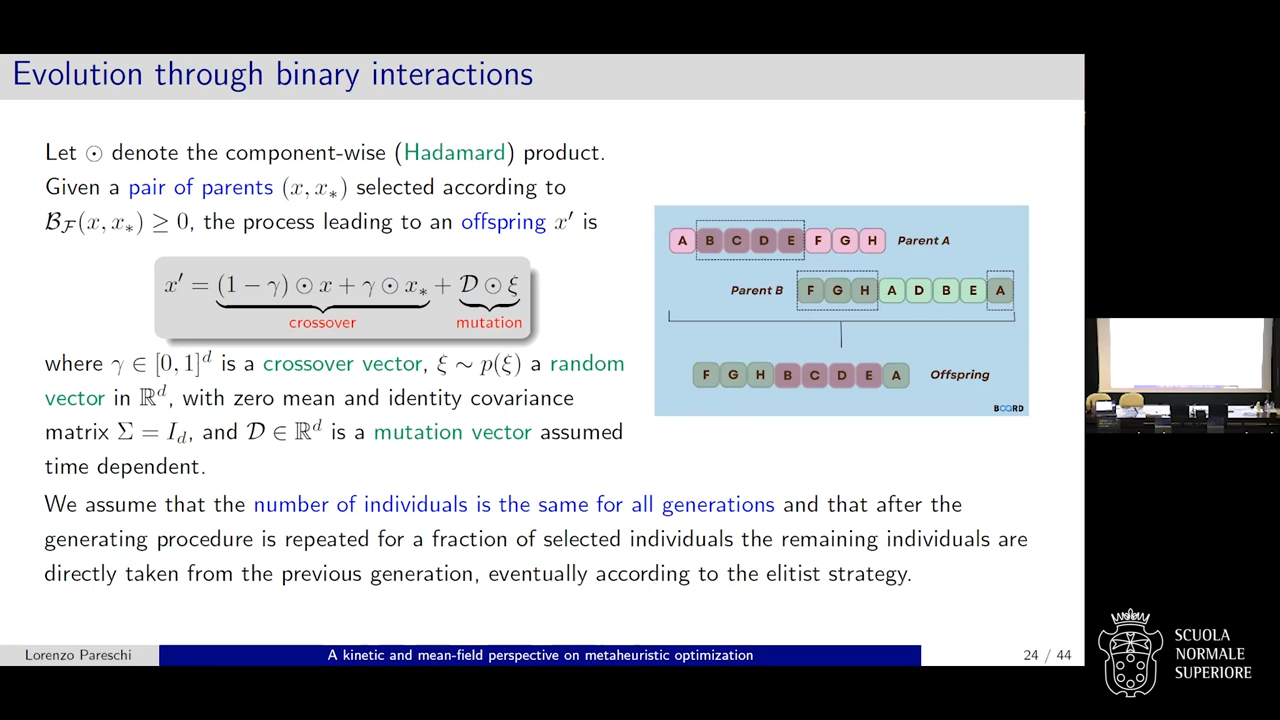 Evolution through binary interactions
Let ⊙ denote the component-wise (Hadamard) product.
Given a pair of parents (x, x∗) selected according to
𝓑_𝓕(x, x∗) ≥ 0, the process leading to an offspring x′ is
x′ = (1 − γ) ⊙ x + γ ⊙ x∗ + 𝒟 ⊙ ξ
crossover mutation
where γ ∈ [0, 1]^d is a crossover vector, ξ ∼ p(ξ) a random
vector in ℝ^d, with zero mean and identity covariance
matrix Σ = I_d, and 𝒟 ∈ ℝ^d is a mutation vector assumed
time dependent.
A B C D E F G H Parent A
Parent B F G H A D B E A
F G H B C D E A Offspring
BOARD
We assume that the number of individuals is the same for all generations and that after the
generating procedure is repeated for a fraction of selected individuals the remaining individuals are
directly taken from the previous generation, eventually according to the elitist strategy.
Lorenzo Pareschi A kinetic and mean-field perspective on metaheuristic optimization 24 / 44
SCUOLA
NORMALE
SUPERIORE